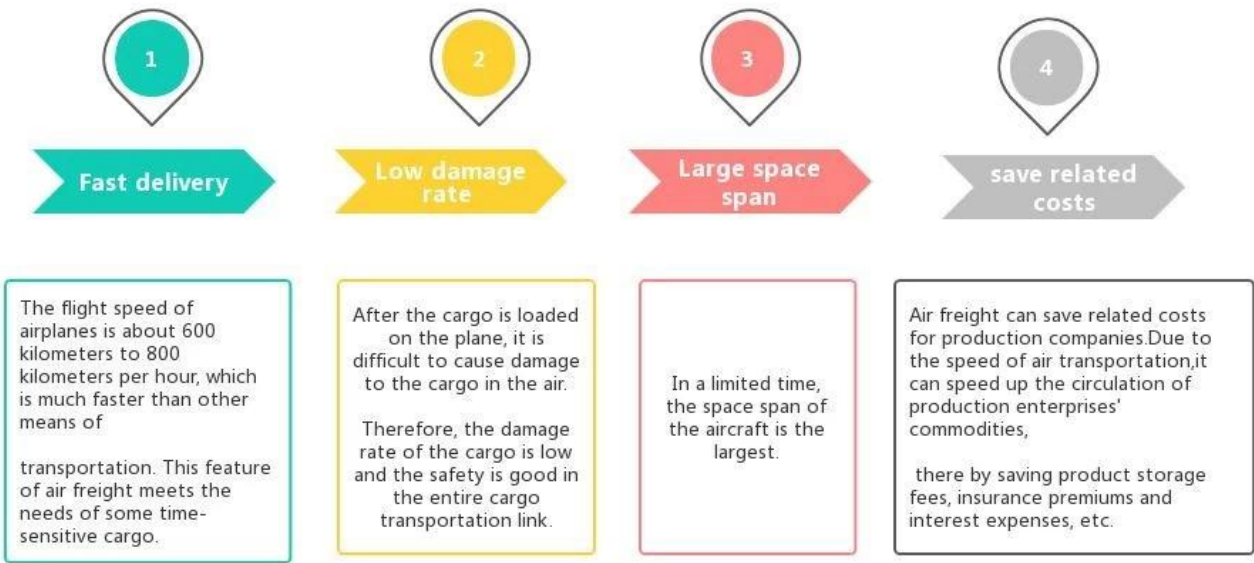 1
Fast delivery
The flight speed of
airplanes is about 600
kilometers to 800
kilometers per hour, which
is much faster than other
means of
transportation. This feature
of air freight meets the
needs of some time-
sensitive cargo.
2
Low damage
rate
After the cargo is loaded
on the plane, it is
difficult to cause damage
to the cargo in the air.
Therefore, the damage
rate of the cargo is low
and the safety is good in
the entire cargo
transportation link.
3
Large space
span
In a limited time,
the space span of
the aircraft is the
largest.
4
save related
costs
Air freight can save related costs
for production companies.Due to
the speed of air transportation,it
can speed up the circulation of
production enterprises'
commodities,
there by saving product storage
fees, insurance premiums and
interest expenses, etc.